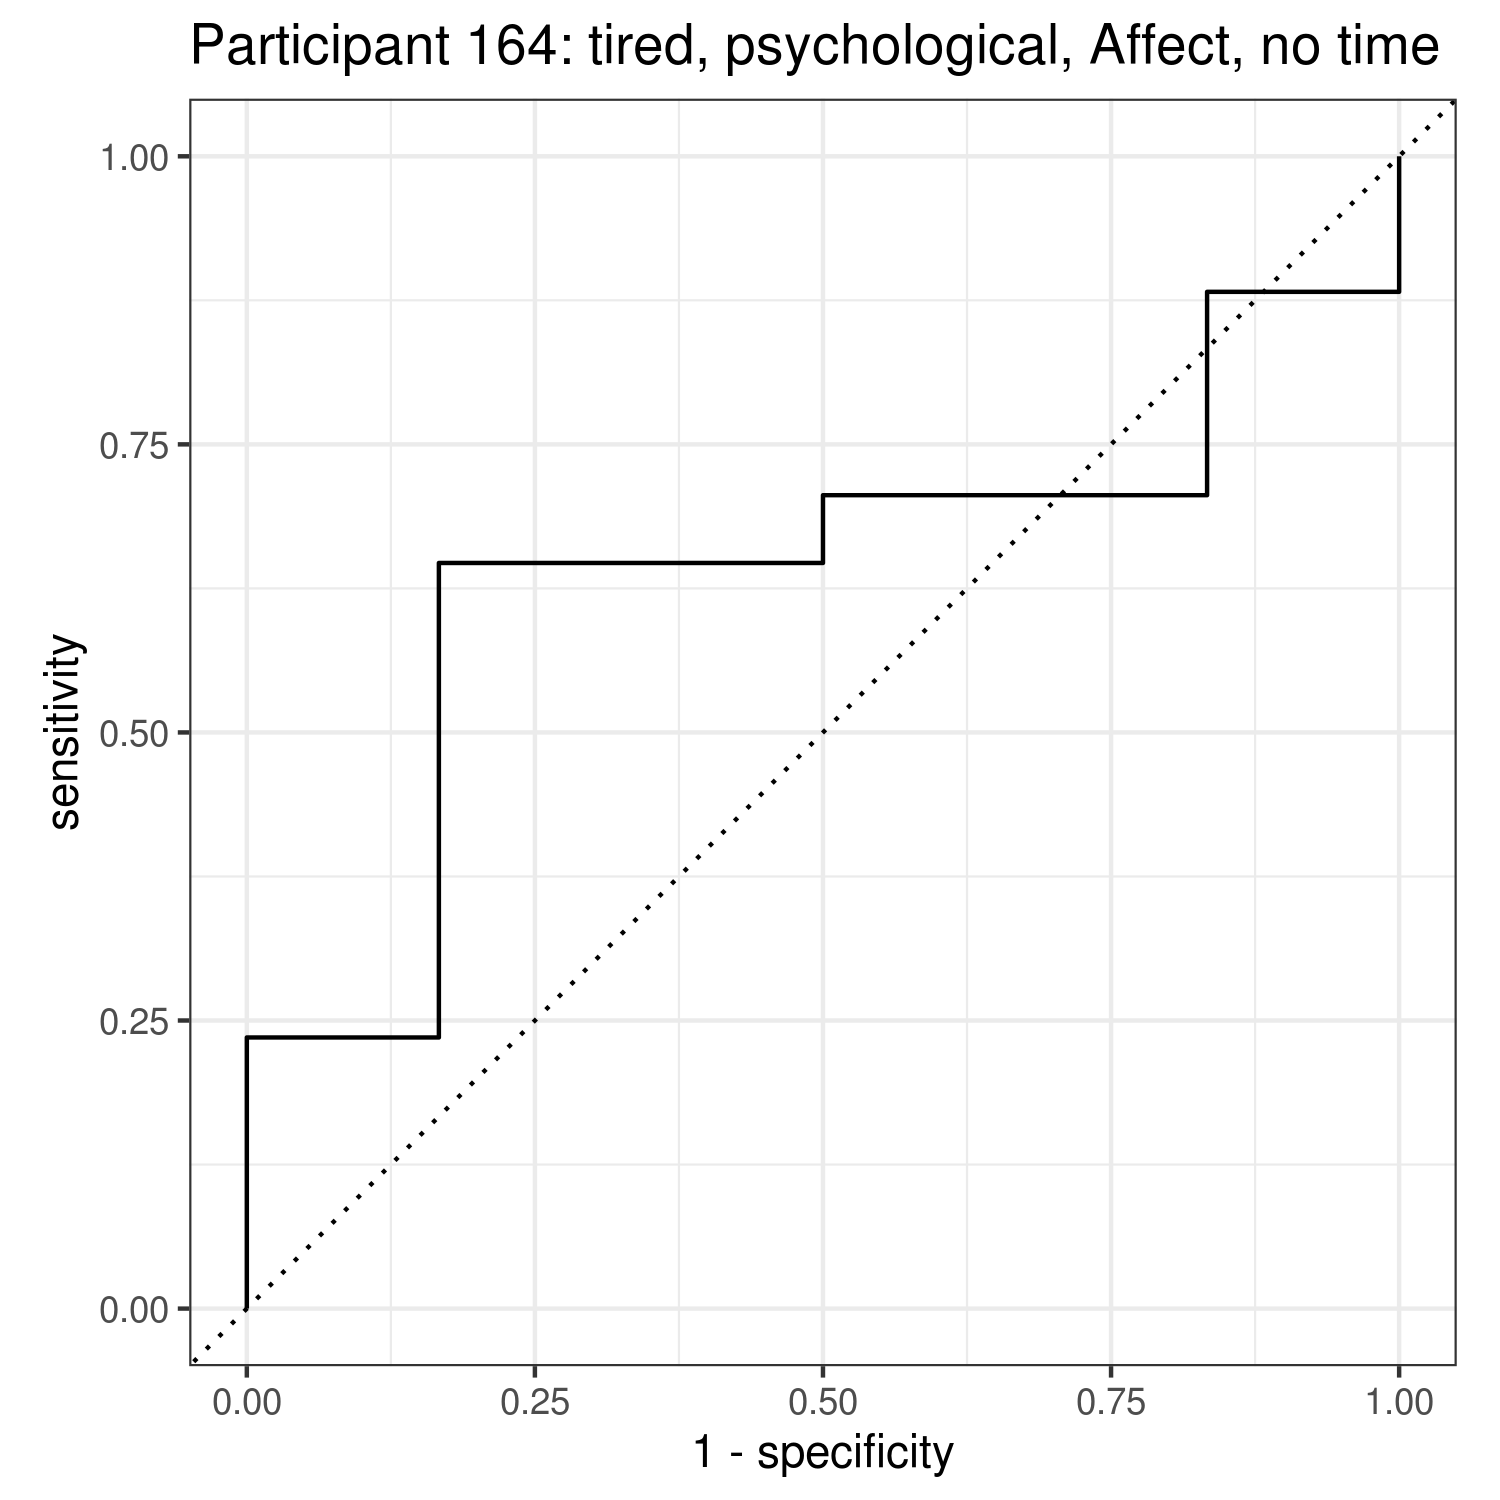 Participant 164: tired, psychological, Affect, no time
1.00
0.75
0.50
0.25
0.00
sensitivity
0.00 0.25 0.50 0.75 1.00
1 - specificity